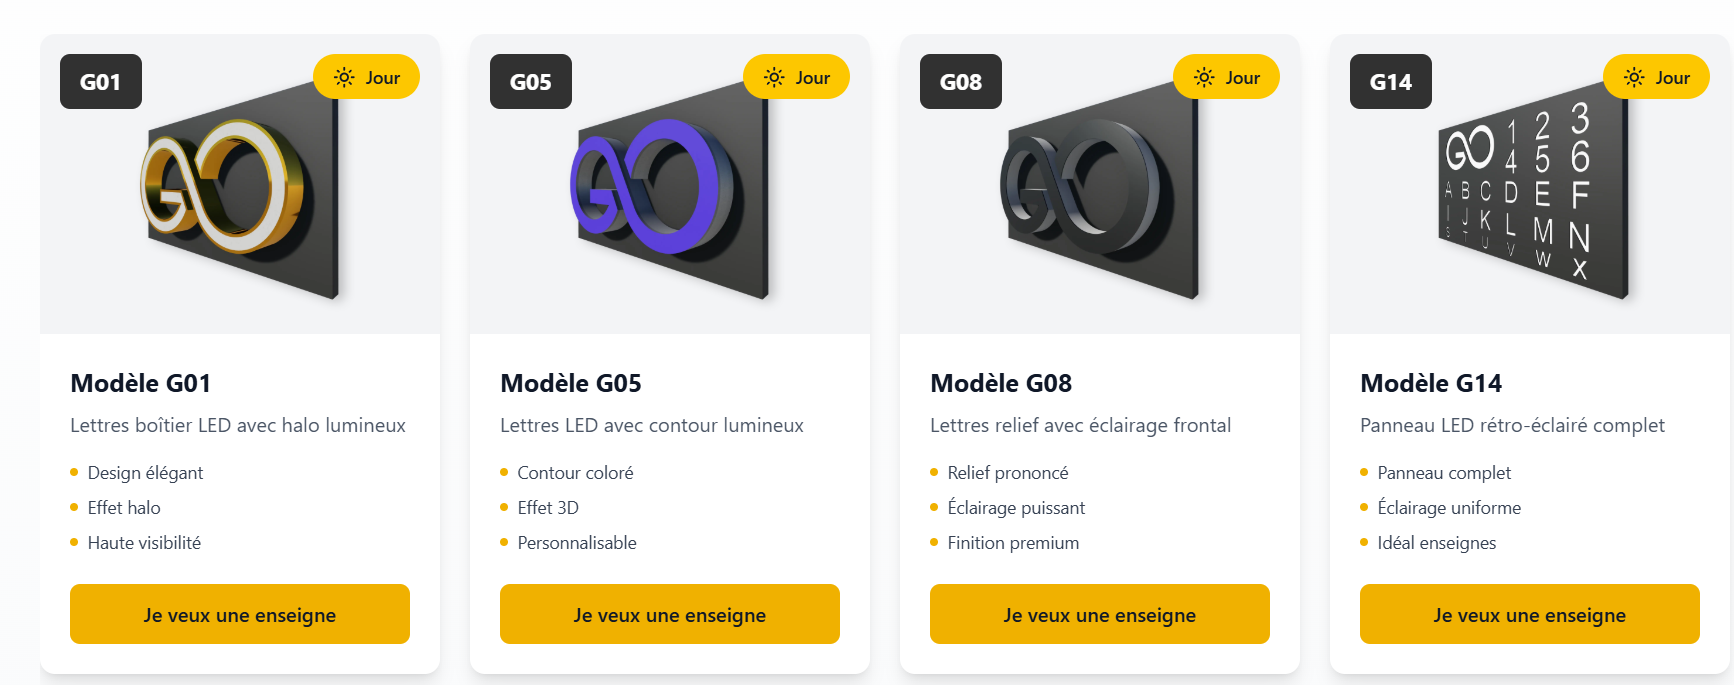 G01
Jour
GO
Modèle G01
Lettres boîtier LED avec halo lumineux
Design élégant
Effet halo
Haute visibilité
Je veux une enseigne
G05
Jour
GO
Modèle G05
Lettres LED avec contour lumineux
Contour coloré
Effet 3D
Personnalisable
Je veux une enseigne
G08
Jour
GO
Modèle G08
Lettres relief avec éclairage frontal
Relief prononcé
Éclairage puissant
Finition premium
Je veux une enseigne
G14
Jour
GO 1 2 3
4 5 6
A B C D E F
I J K L M N
S T U V W X
Modèle G14
Panneau LED rétro-éclairé complet
Panneau complet
Éclairage uniforme
Idéal enseignes
Je veux une enseigne